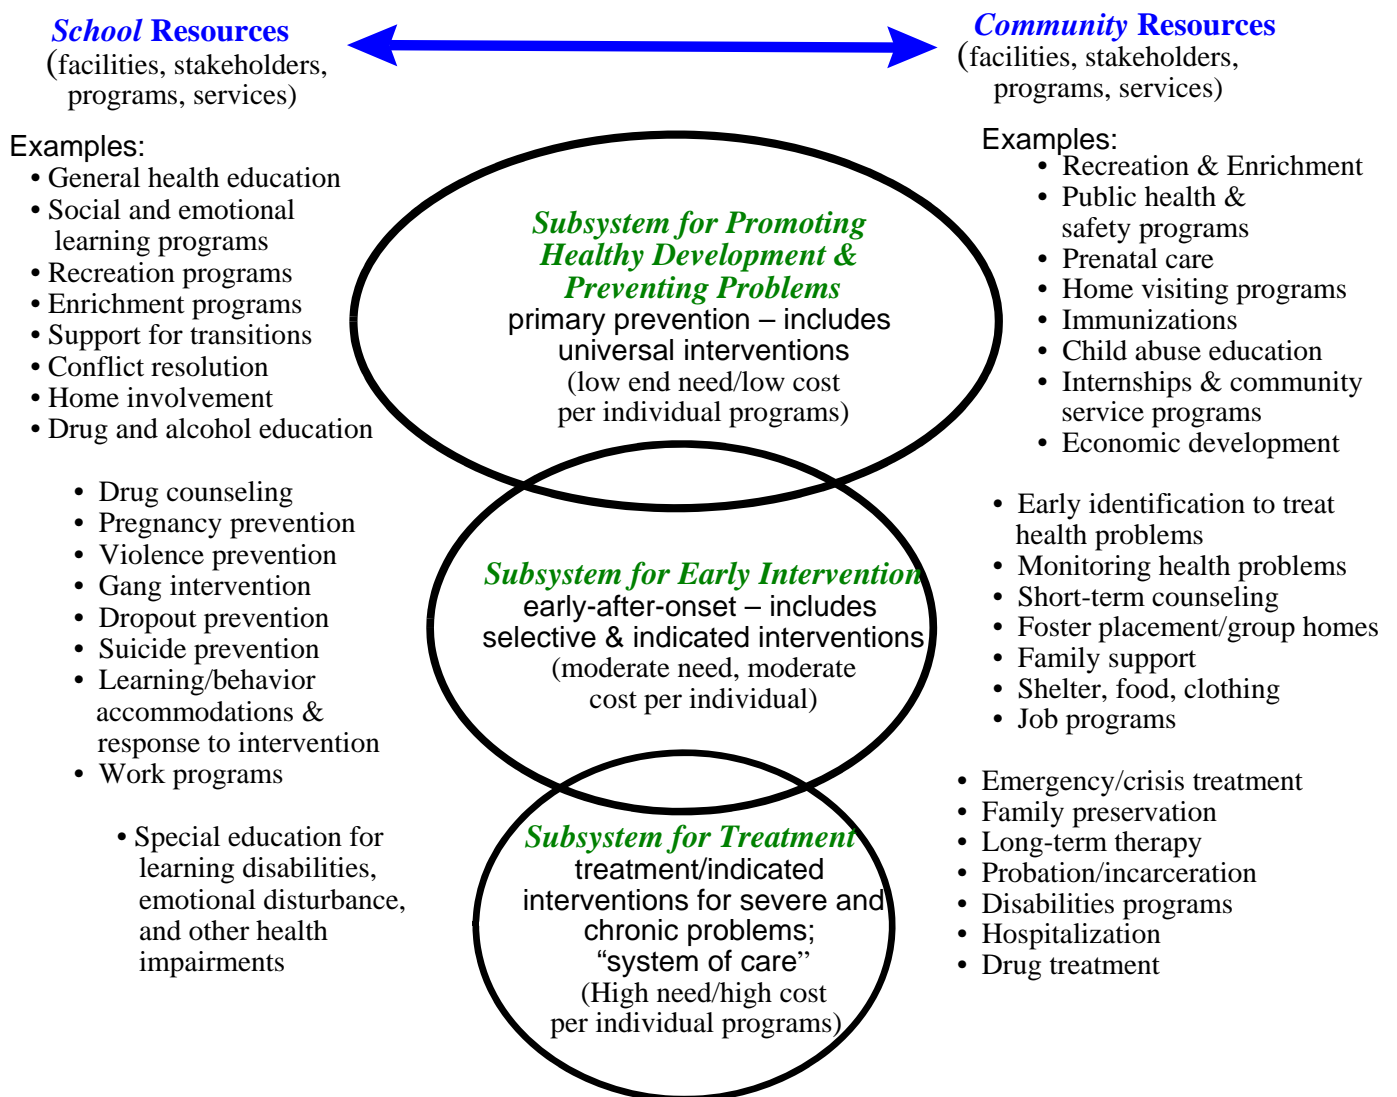 School Resources
(facilities, stakeholders,
programs, services)
Community Resources
(facilities, stakeholders,
programs, services)
Examples:
• General health education
• Social and emotional
learning programs
• Recreation programs
• Enrichment programs
• Support for transitions
• Conflict resolution
• Home involvement
• Drug and alcohol education
Subsystem for Promoting
Healthy Development &
Preventing Problems
primary prevention – includes
universal interventions
(low end need/low cost
per individual programs)
Examples:
• Recreation & Enrichment
• Public health &
safety programs
• Prenatal care
• Home visiting programs
• Immunizations
• Child abuse education
• Internships & community
service programs
• Economic development
• Drug counseling
• Pregnancy prevention
• Violence prevention
• Gang intervention
• Dropout prevention
• Suicide prevention
• Learning/behavior
accommodations &
response to intervention
• Work programs
Subsystem for Early Intervention
early-after-onset – includes
selective & indicated interventions
(moderate need, moderate
cost per individual)
• Early identification to treat
health problems
• Monitoring health problems
• Short-term counseling
• Foster placement/group homes
• Family support
• Shelter, food, clothing
• Job programs
• Special education for
learning disabilities,
emotional disturbance,
and other health
impairments
Subsystem for Treatment
treatment/indicated
interventions for severe and
chronic problems;
“system of care”
(High need/high cost
per individual programs)
• Emergency/crisis treatment
• Family preservation
• Long-term therapy
• Probation/incarceration
• Disabilities programs
• Hospitalization
• Drug treatment